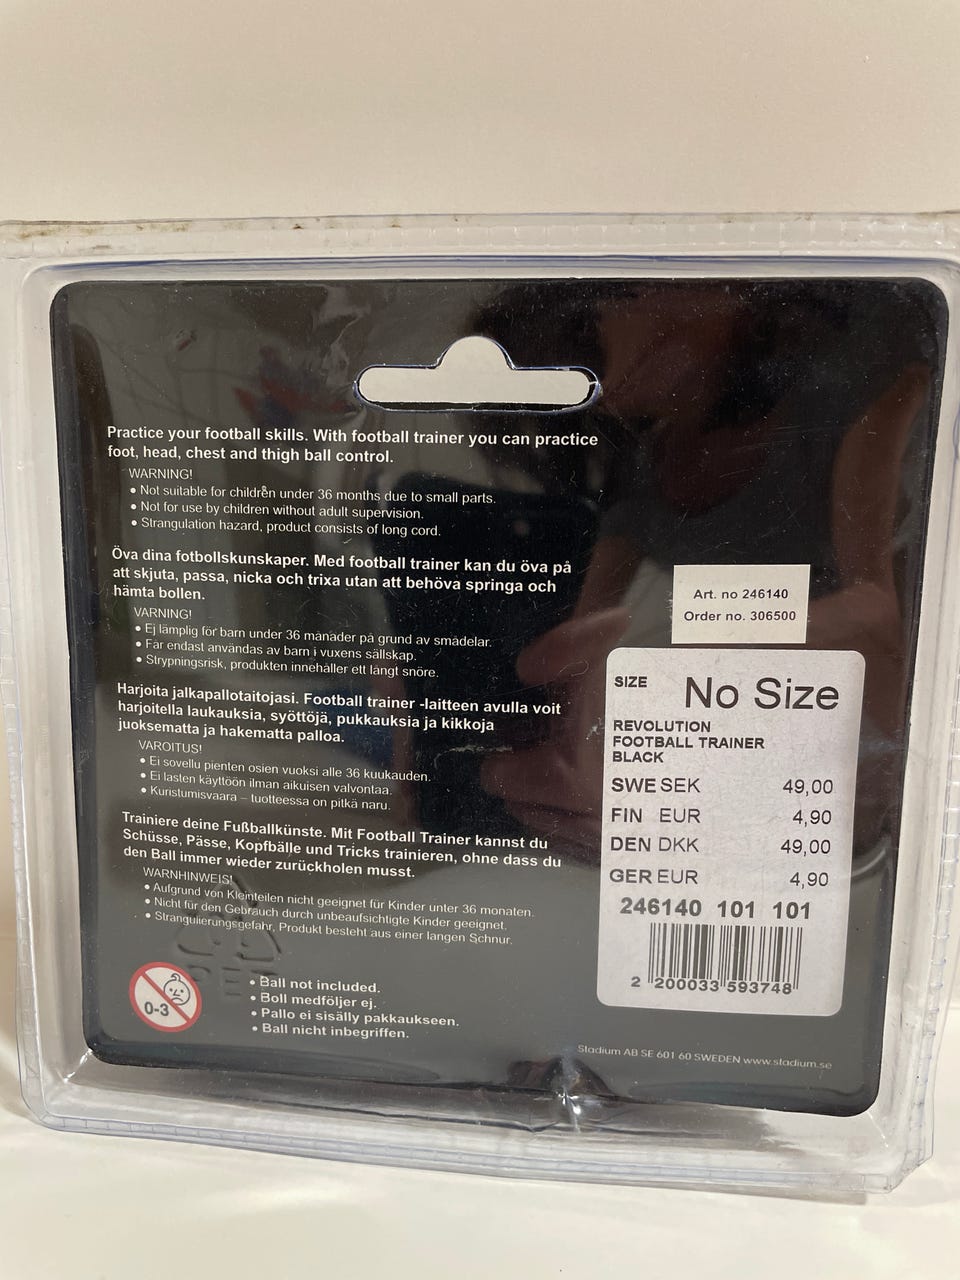 Practice your football skills. With football trainer you can practice
foot, head, chest and thigh ball control.
WARNING!
• Not suitable for children under 36 months due to small parts.
• Not for use by children without adult supervision.
• Strangulation hazard, product consists of long cord.
Öva dina fotbollskunskaper. Med football trainer kan du öva på
att skjuta, passa, nicka och trixa utan att behöva springa och
hämta bollen.
VARNING!
• Ej lämplig för barn under 36 månader på grund av smådelar.
• Får endast användas av barn i vuxens sällskap.
• Strypningsrisk, produkten innehåller ett långt snöre.
Harjoita jalkapallotaitojasi. Football trainer -laitteen avulla voit
harjoitella laukauksia, syöttöjä, pukkauksia ja kikkoja
juoksematta ja hakematta palloa.
VAROITUS!
• Ei sovellu pienten osien vuoksi alle 36 kuukauden.
• Ei lasten käyttöön ilman aikuisen valvontaa.
• Kuristumisvaara – tuotteessa on pitkä naru.
Trainiere deine Fußballkünste. Mit Football Trainer kannst du
Schüsse, Pässe, Kopfbälle und Tricks trainieren, ohne dass du
den Ball immer wieder zurückholen musst.
WARNHINWEIS!
• Aufgrund von Kleinteilen nicht geeignet für Kinder unter 36 monaten.
• Nicht für den Gebrauch durch unbeaufsichtigte Kinder geeignet.
• Strangulierungsgefahr. Produkt besteht aus einer langen Schnur.
0-3
• Ball not included.
• Boll medföljer ej.
• Pallo ei sisälly pakkaukseen.
• Ball nicht inbegriffen.
Art. no 246140
Order no. 306500
SIZE No Size
REVOLUTION
FOOTBALL TRAINER
BLACK
SWE SEK 49,00
FIN EUR 4,90
DEN DKK 49,00
GER EUR 4,90
246140 101 101
2 200033 593748
Stadium AB SE 601 60 SWEDEN www.stadium.se